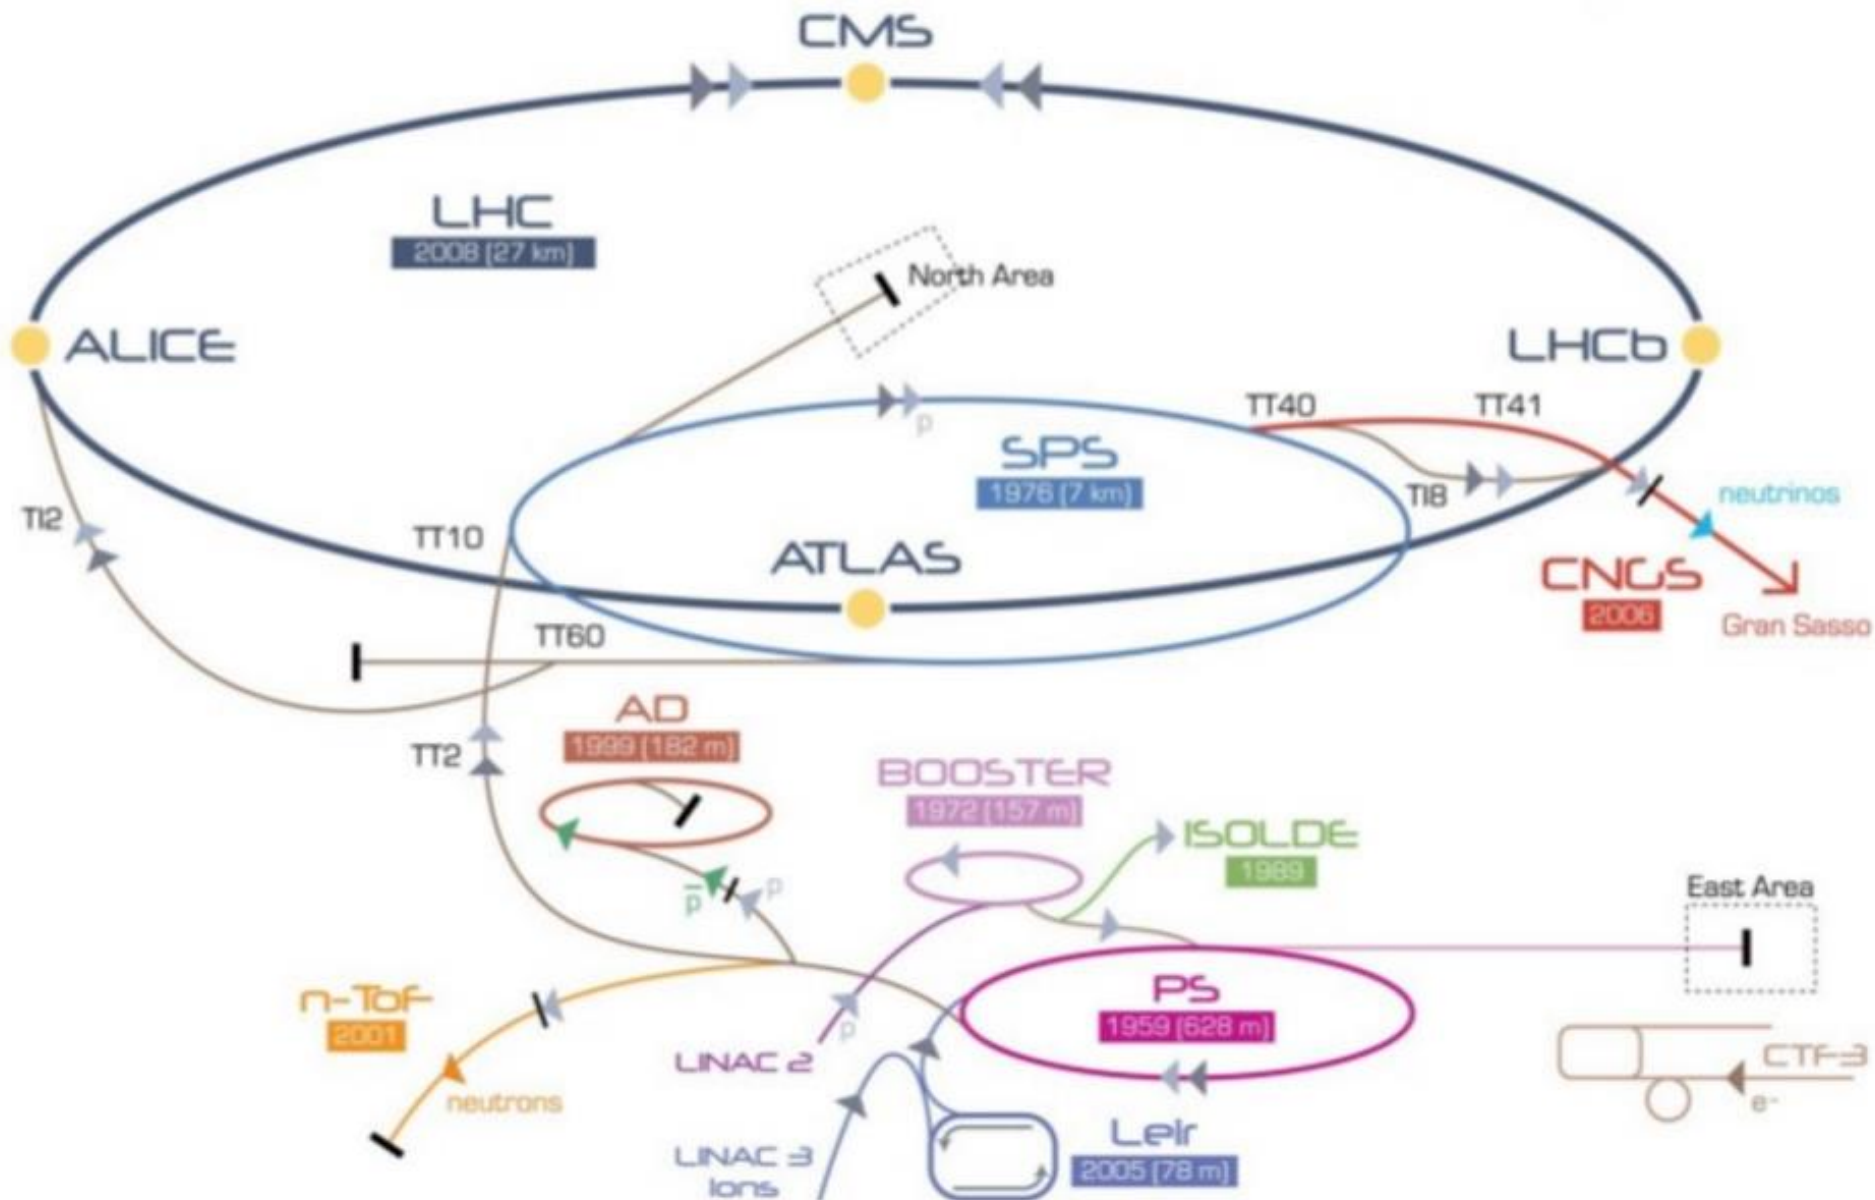 CMS
LHC
2008 (27 km)
North Area
ALICE
LHCb
TT40
TT41
p
SPS
1976 (7 km)
TI8
neutrinos
TI2
TT10
ATLAS
CNGS
2006
Gran Sasso
TT60
AD
1999 (182 m)
TT2
BOOSTER
1972 (157 m)
ISOLDE
1989
East Area
p̅
p
n-ToF
2001
neutrons
LINAC 2
p
PS
1959 (628 m)
CTF3
e-
LINAC 3
Ions
LeIr
2005 (78 m)